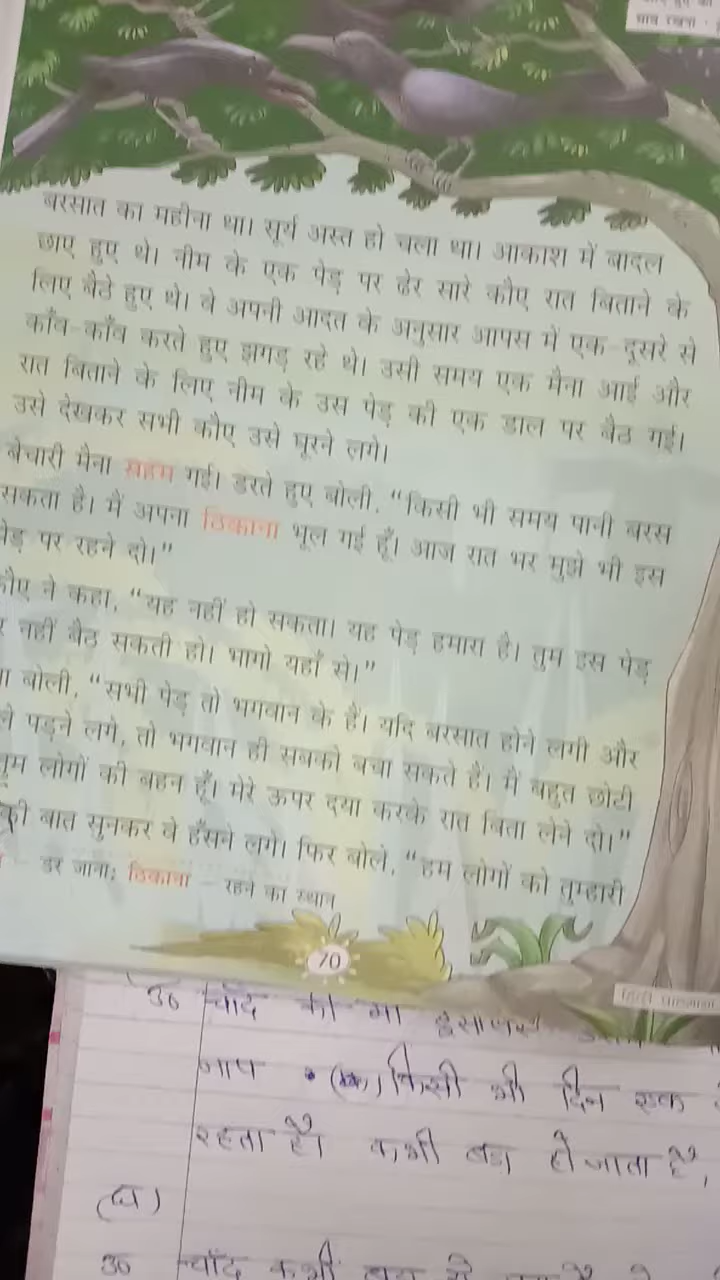 भाव रखना
बरसात का महीना था। सूर्य अस्त हो चला था। आकाश में बादल
छाए हुए थे। नीम के एक पेड़ पर ढेर सारे कौए रात बिताने के
लिए बैठे हुए थे। वे अपनी आदत के अनुसार आपस में एक-दूसरे से
काँव-काँव करते हुए झगड़ रहे थे। उसी समय एक मैना आई और
रात बिताने के लिए नीम के उस पेड़ की एक डाल पर बैठ गई।
उसे देखकर सभी कौए उसे घूरने लगे।
बेचारी मैना सहम गई। डरते हुए बोली, “किसी भी समय पानी बरस
सकता है। मैं अपना ठिकाना भूल गई हूँ। आज रात भर मुझे भी इस
पेड़ पर रहने दो।”
कौए ने कहा, “यह नहीं हो सकता। यह पेड़ हमारा है। तुम इस पेड़
नहीं बैठ सकती हो। भागो यहाँ से।”
बोली, “सभी पेड़ तो भगवान के हैं। यदि बरसात होने लगी और
पड़ने लगे, तो भगवान ही सबको बचा सकते हैं। मैं बहुत छोटी
तुम लोगों की बहन हूँ। मेरे ऊपर दया करके रात बिता लेने दो।”
की बात सुनकर वे हँसने लगे। फिर बोले, “हम लोगों को तुम्हारी
– डर जाना; ठिकाना – रहने का स्थान
70
हिंदी पाठमाला
उ० चाँद की माँ
नाप (क) किसी भी दिन एक
रहता है। कभी बड़ा हो जाता है,
(घ)
उ० चाँद कभी